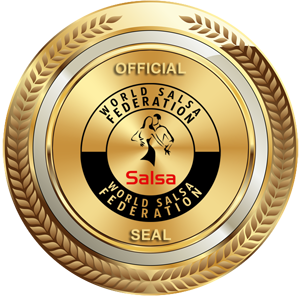 OFFICIAL
WORLD SALSA
FEDERATION
Salsa
WORLD SALSA
FEDERATION
SEAL